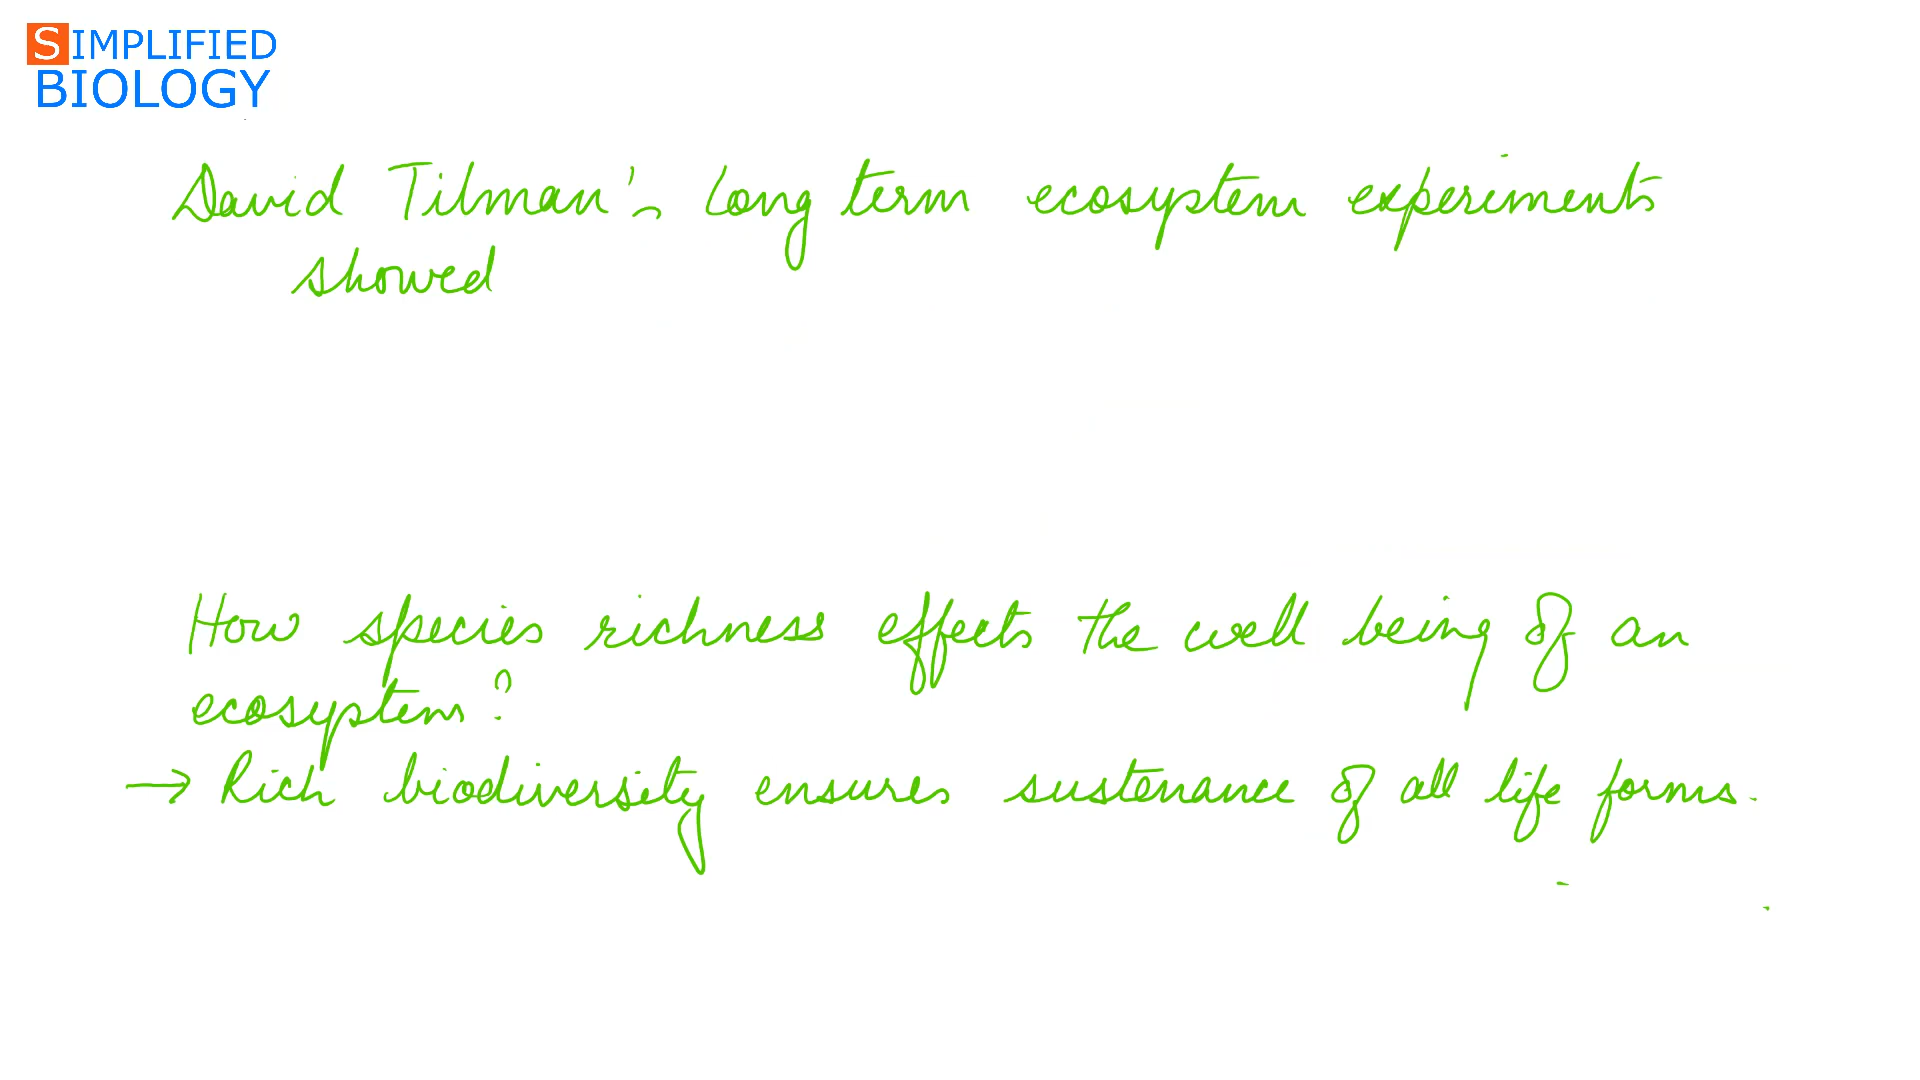 SIMPLIFIED
BIOLOGY
David Tilman's Long term ecosystem experiments
showed
How species richness effects the well being of an
ecosystem?
→ Rich biodiversity ensures sustenance of all life forms.